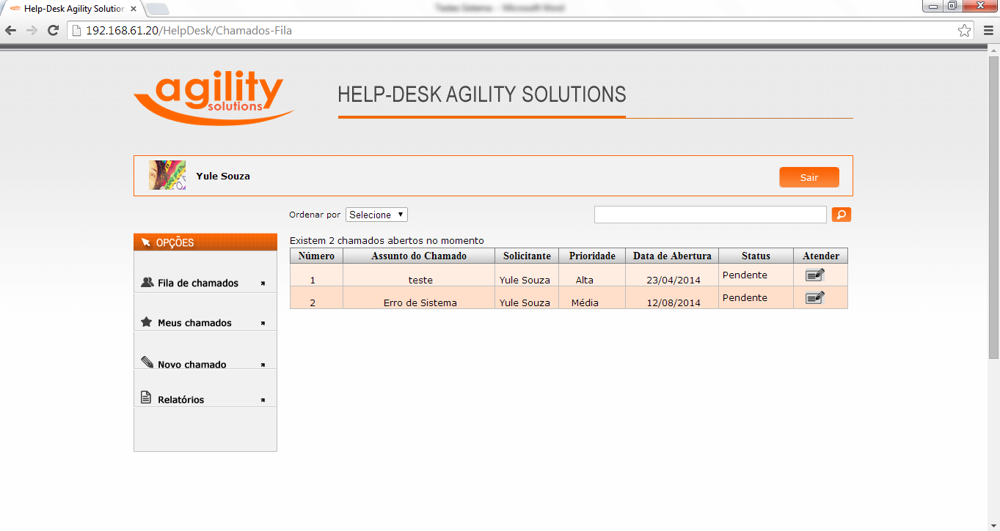 Help-Desk Agility Solution
192.168.61.20/HelpDesk/Chamados-Fila
agility
solutions
HELP-DESK AGILITY SOLUTIONS
Yule Souza
Sair
Ordenar por Selecione
OPÇÕES
Fila de chamados
Meus chamados
Novo chamado
Relatórios
Existem 2 chamados abertos no momento
Número Assunto do Chamado Solicitante Prioridade Data de Abertura Status Atender
1 teste Yule Souza Alta 23/04/2014 Pendente
2 Erro de Sistema Yule Souza Média 12/08/2014 Pendente